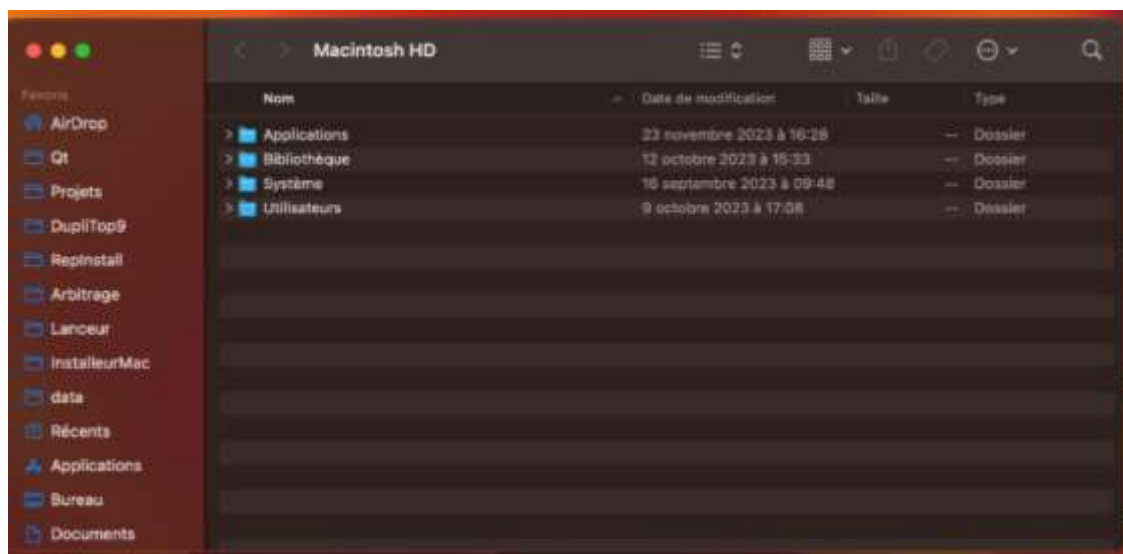 Macintosh HD
Favoris
AirDrop
Qt
Projets
DupliTop9
RepInstall
Arbitrage
Lanceur
InstalleurMac
data
Récents
Applications
Bureau
Documents
Nom Date de modification Taille Type
Applications 23 novembre 2023 à 16:28 -- Dossier
Bibliothèque 12 octobre 2023 à 15:33 -- Dossier
Système 16 septembre 2023 à 09:48 -- Dossier
Utilisateurs 9 octobre 2023 à 17:08 -- Dossier